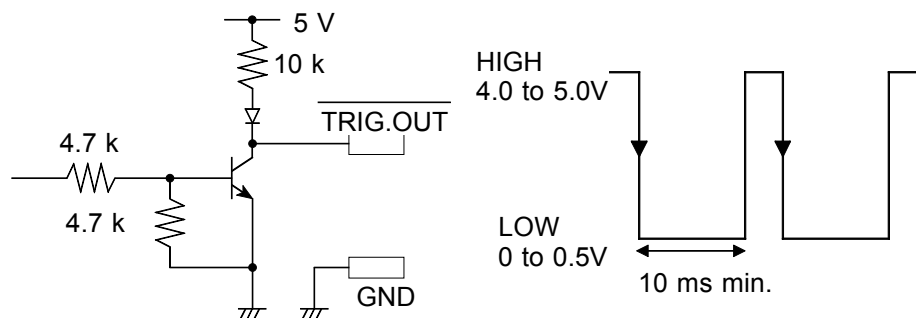 5 V
10 k
TRIG.OUT
4.7 k
4.7 k
GND
HIGH
4.0 to 5.0V
LOW
0 to 0.5V
10 ms min.